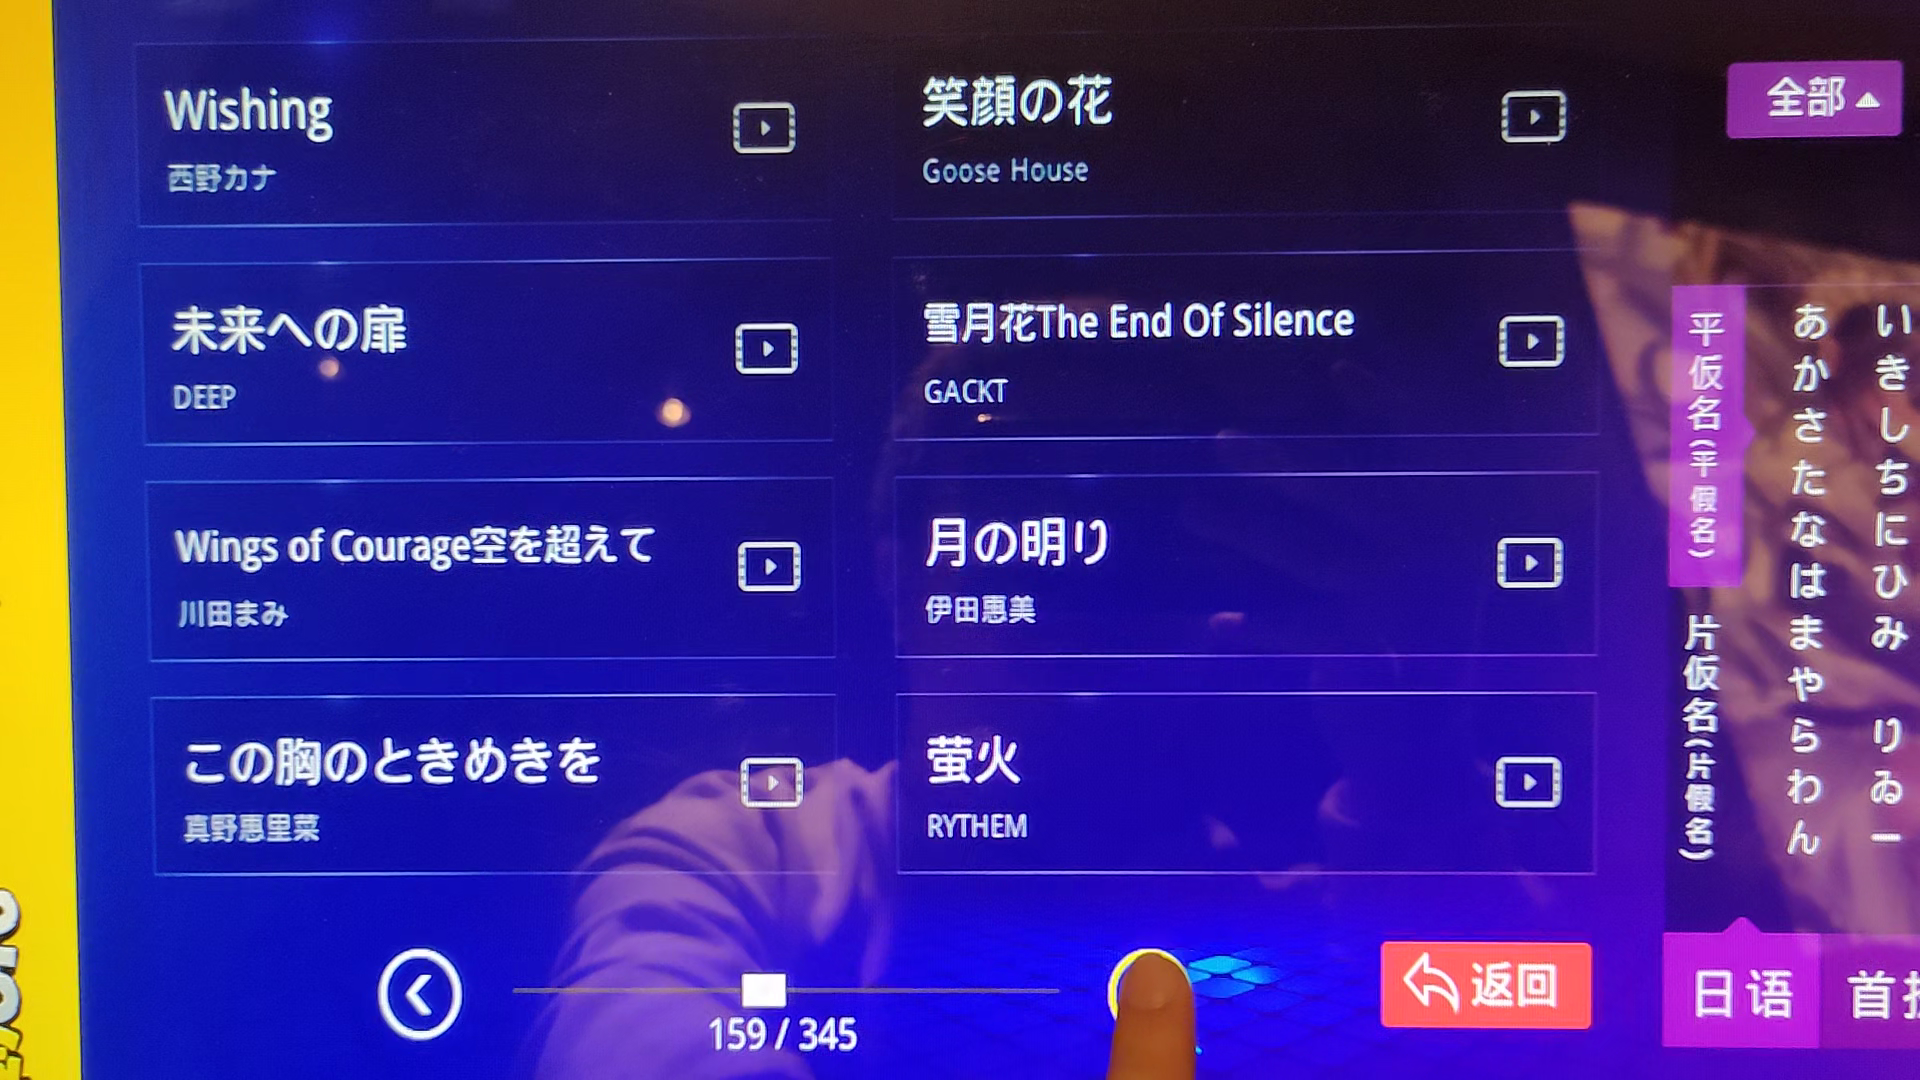 Wishing
西野カナ
笑顔の花
Goose House
未来への扉
DEEP
雪月花The End Of Silence
GACKT
Wings of Courage空を超えて
川田まみ
月の明り
伊田惠美
この胸のときめきを
真野恵里菜
萤火
RYTHEM
159 / 345
返回
全部
平仮名(平假名)
片仮名(片假名)
あかさたなはまやらわん
いきしちにひみ りゐー
日语
首